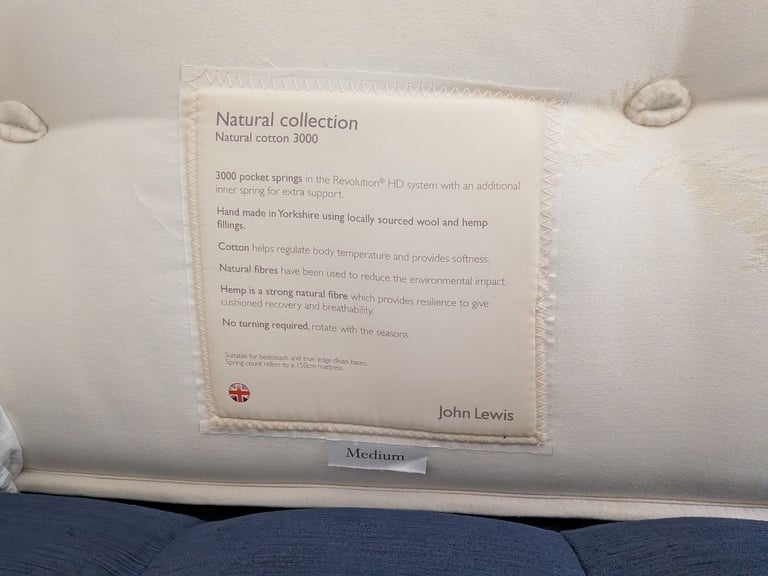 Natural collection
Natural cotton 3000
3000 pocket springs in the Revolution® HD system with an additional
inner spring for extra support.
Hand made in Yorkshire using locally sourced wool and hemp
fillings.
Cotton helps regulate body temperature and provides softness.
Natural fibres have been used to reduce the environmental impact.
Hemp is a strong natural fibre which provides resilience to give
cushioned recovery and breathability.
No turning required, rotate with the seasons.
Suitable for bedsteads and true edge divan bases.
Spring count refers to a 150cm mattress.
John Lewis
Medium